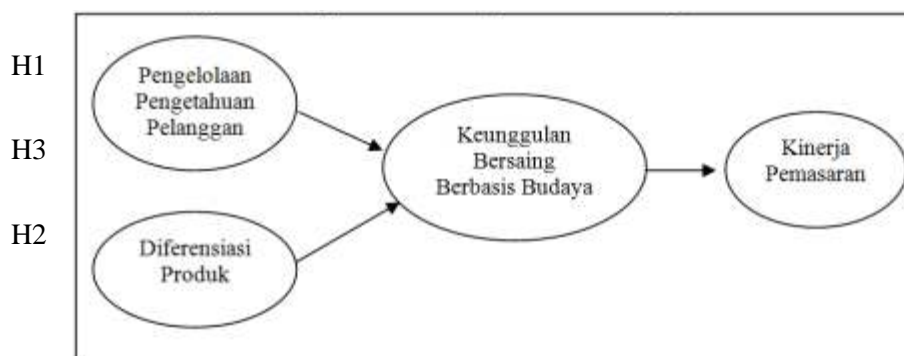 H1
H3
H2
Pengelolaan
Pengetahuan
Pelanggan
Diferensiasi
Produk
Keunggulan
Bersaing
Berbasis Budaya
Kinerja
Pemasaran